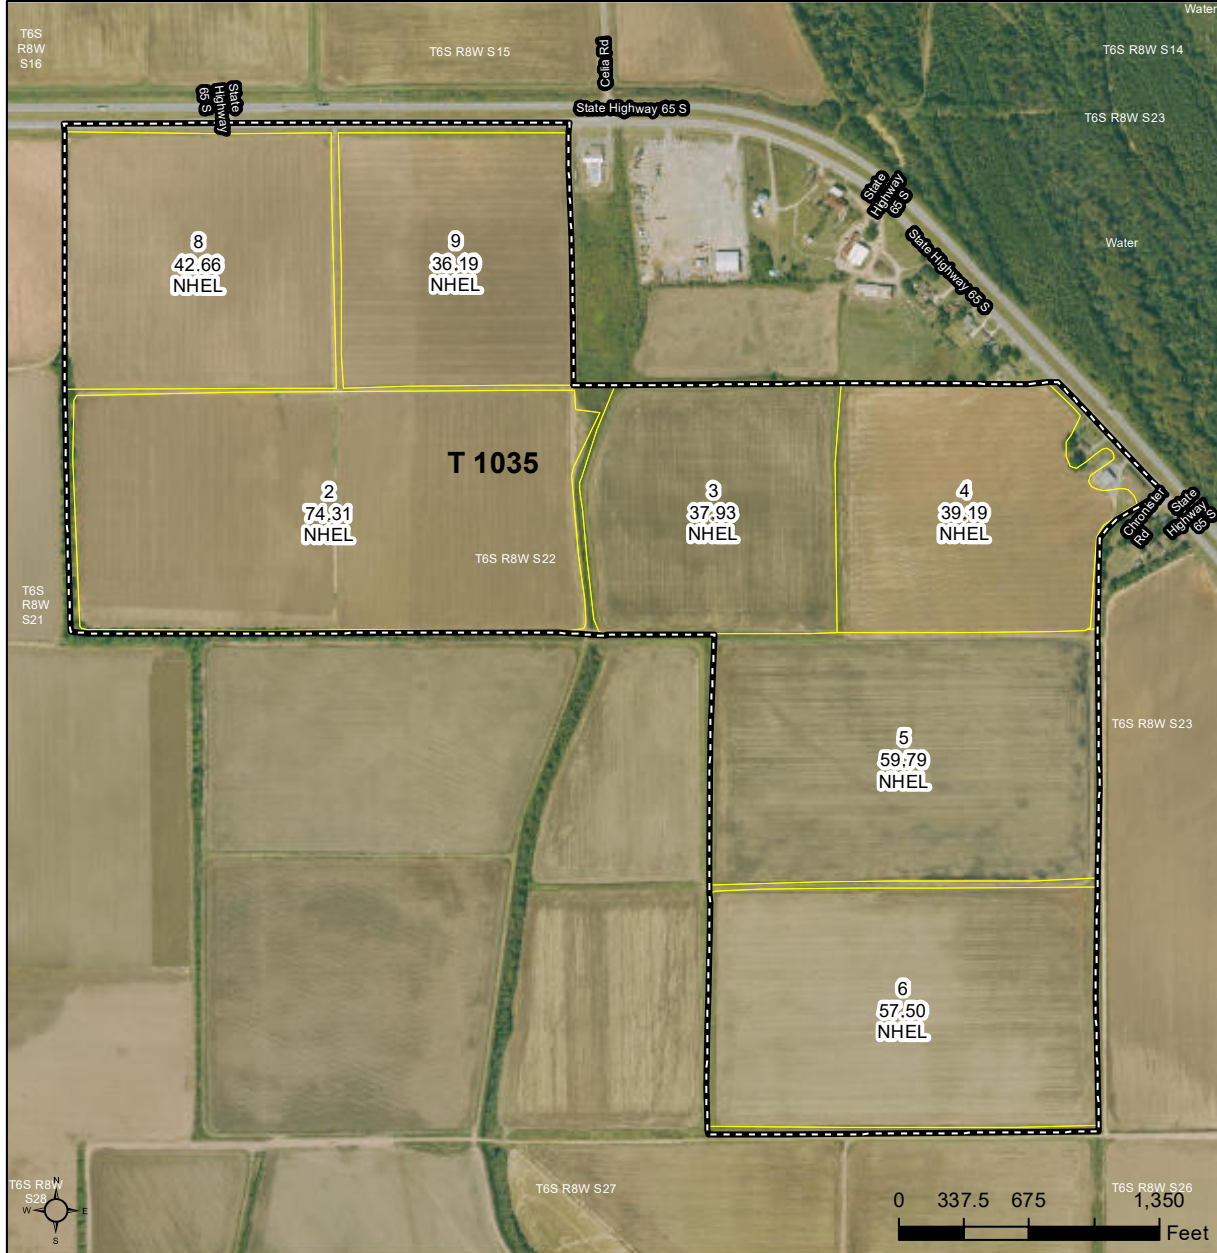 Water
T6S
R8W
S16
T6S R8W S15
Celia Rd
T6S R8W S14
State
Highway
65 S
State Highway 65 S
T6S R8W S23
State
Highway
65 S
State Highway 65 S
Water
8
42.66
NHEL
9
36.19
NHEL
T 1035
2
74.31
NHEL
3
37.93
NHEL
4
39.19
NHEL
Chronister
Rd
State
Highway
65 S
T6S R8W S22
T6S
R8W
S21
T6S R8W S23
5
59.79
NHEL
6
57.50
NHEL
T6S R8W
S28
N
W
E
S
T6S R8W S27
T6S R8W S26
0 337.5 675 1,350
Feet